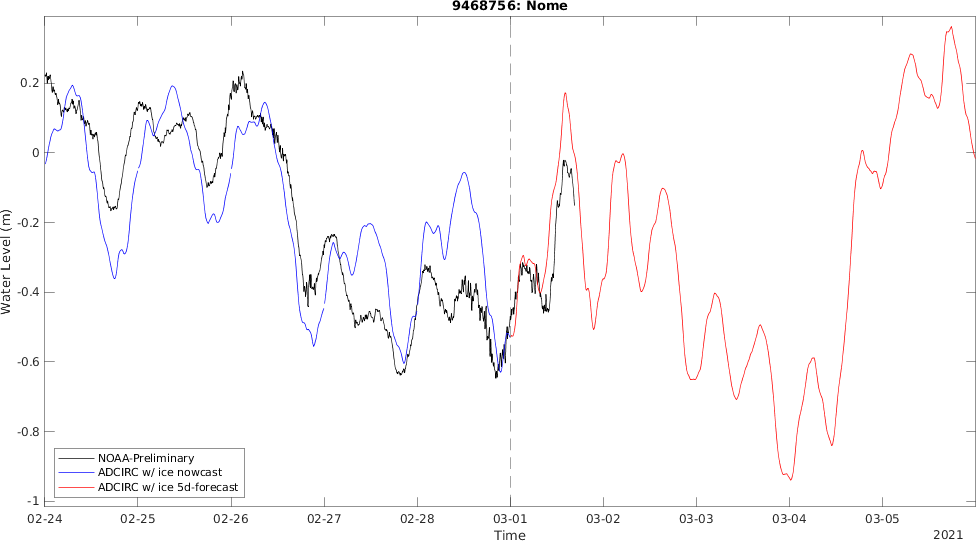 9468756: Nome
Water Level (m)
0.2
0
-0.2
-0.4
-0.6
-0.8
-1
NOAA-Preliminary
ADCIRC w/ ice nowcast
ADCIRC w/ ice 5d-forecast
02-24 02-25 02-26 02-27 02-28 03-01 03-02 03-03 03-04 03-05
Time
2021